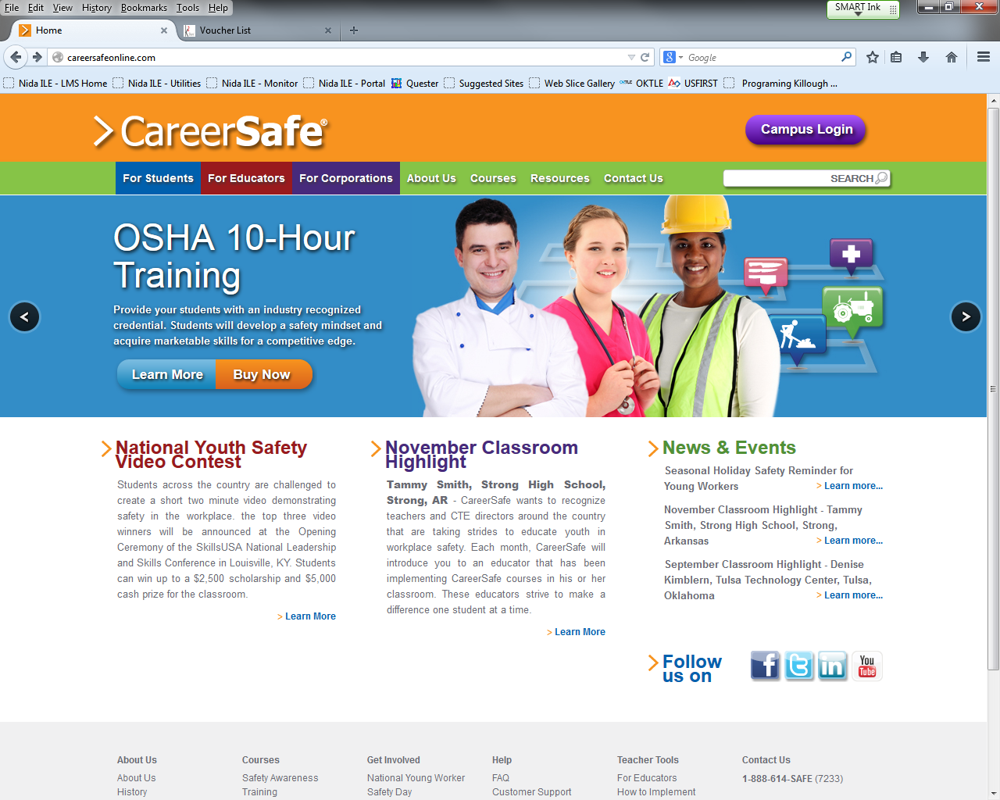 File Edit View History Bookmarks Tools Help
SMART Ink
Home
Voucher List
careersafeonline.com
Google
Nida ILE - LMS Home
Nida ILE - Utilities
Nida ILE - Monitor
Nida ILE - Portal
Quester
Suggested Sites
Web Slice Gallery
OKTLE
OKTLE
USFIRST
Programing Killough ...
CareerSafe®
Campus Login
For Students
For Educators
For Corporations
About Us
Courses
Resources
Contact Us
SEARCH
OSHA 10-Hour
Training
Provide your students with an industry recognized
credential. Students will develop a safety mindset and
acquire marketable skills for a competitive edge.
Learn More
Buy Now
<
>
National Youth Safety
Video Contest
Students across the country are challenged to
create a short two minute video demonstrating
safety in the workplace. the top three video
winners will be announced at the Opening
Ceremony of the SkillsUSA National Leadership
and Skills Conference in Louisville, KY. Students
can win up to a $2,500 scholarship and $5,000
cash prize for the classroom.
> Learn More
November Classroom
Highlight
Tammy Smith, Strong High School,
Strong, AR - CareerSafe wants to recognize
teachers and CTE directors around the country
that are taking strides to educate youth in
workplace safety. Each month, CareerSafe will
introduce you to an educator that has been
implementing CareerSafe courses in his or her
classroom. These educators strive to make a
difference one student at a time.
> Learn More
News & Events
Seasonal Holiday Safety Reminder for
Young Workers > Learn more...
November Classroom Highlight - Tammy
Smith, Strong High School, Strong,
Arkansas > Learn more...
September Classroom Highlight - Denise
Kimblern, Tulsa Technology Center, Tulsa,
Oklahoma > Learn more...
Follow
us on
f
t
in
You
Tube
About Us
About Us
History
Courses
Safety Awareness
Training
Get Involved
National Young Worker
Safety Day
Help
FAQ
Customer Support
Teacher Tools
For Educators
How to Implement
Contact Us
1-888-614-SAFE (7233)